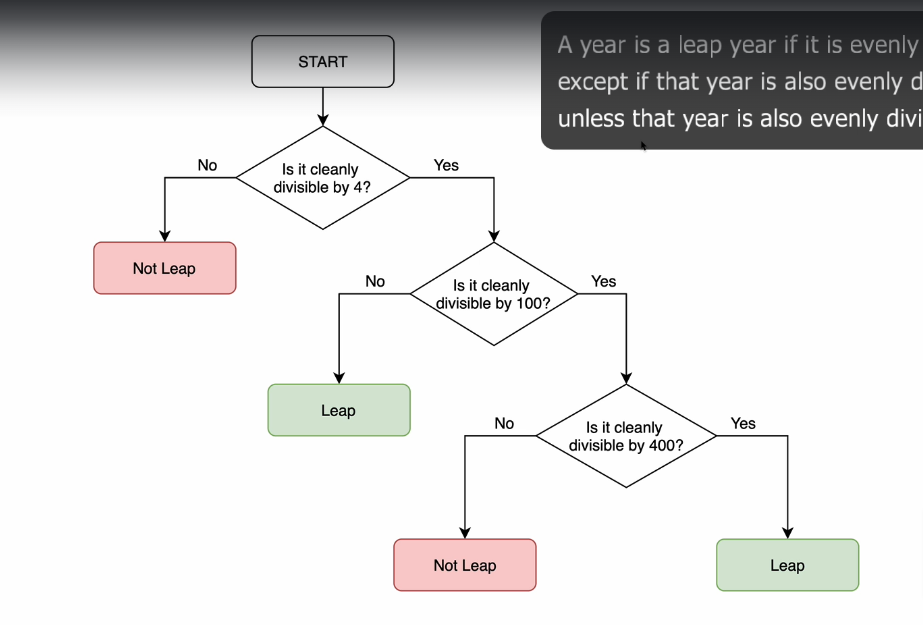 START
A year is a leap year if it is evenly
except if that year is also evenly
unless that year is also evenly
No
Is it cleanly
divisible by 4?
Yes
Not Leap
No
Is it cleanly
divisible by 100?
Yes
Leap
No
Is it cleanly
divisible by 400?
Yes
Not Leap
Leap